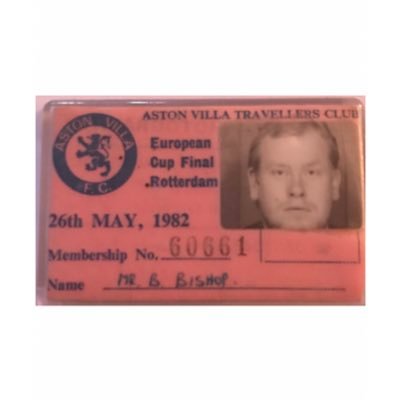 ASTON VILLA TRAVELLERS CLUB
ASTON VILLA
F.C.
European
Cup Final
Rotterdam
26th MAY, 1982
Membership No. 60661
Name MR. B. BISHOP.